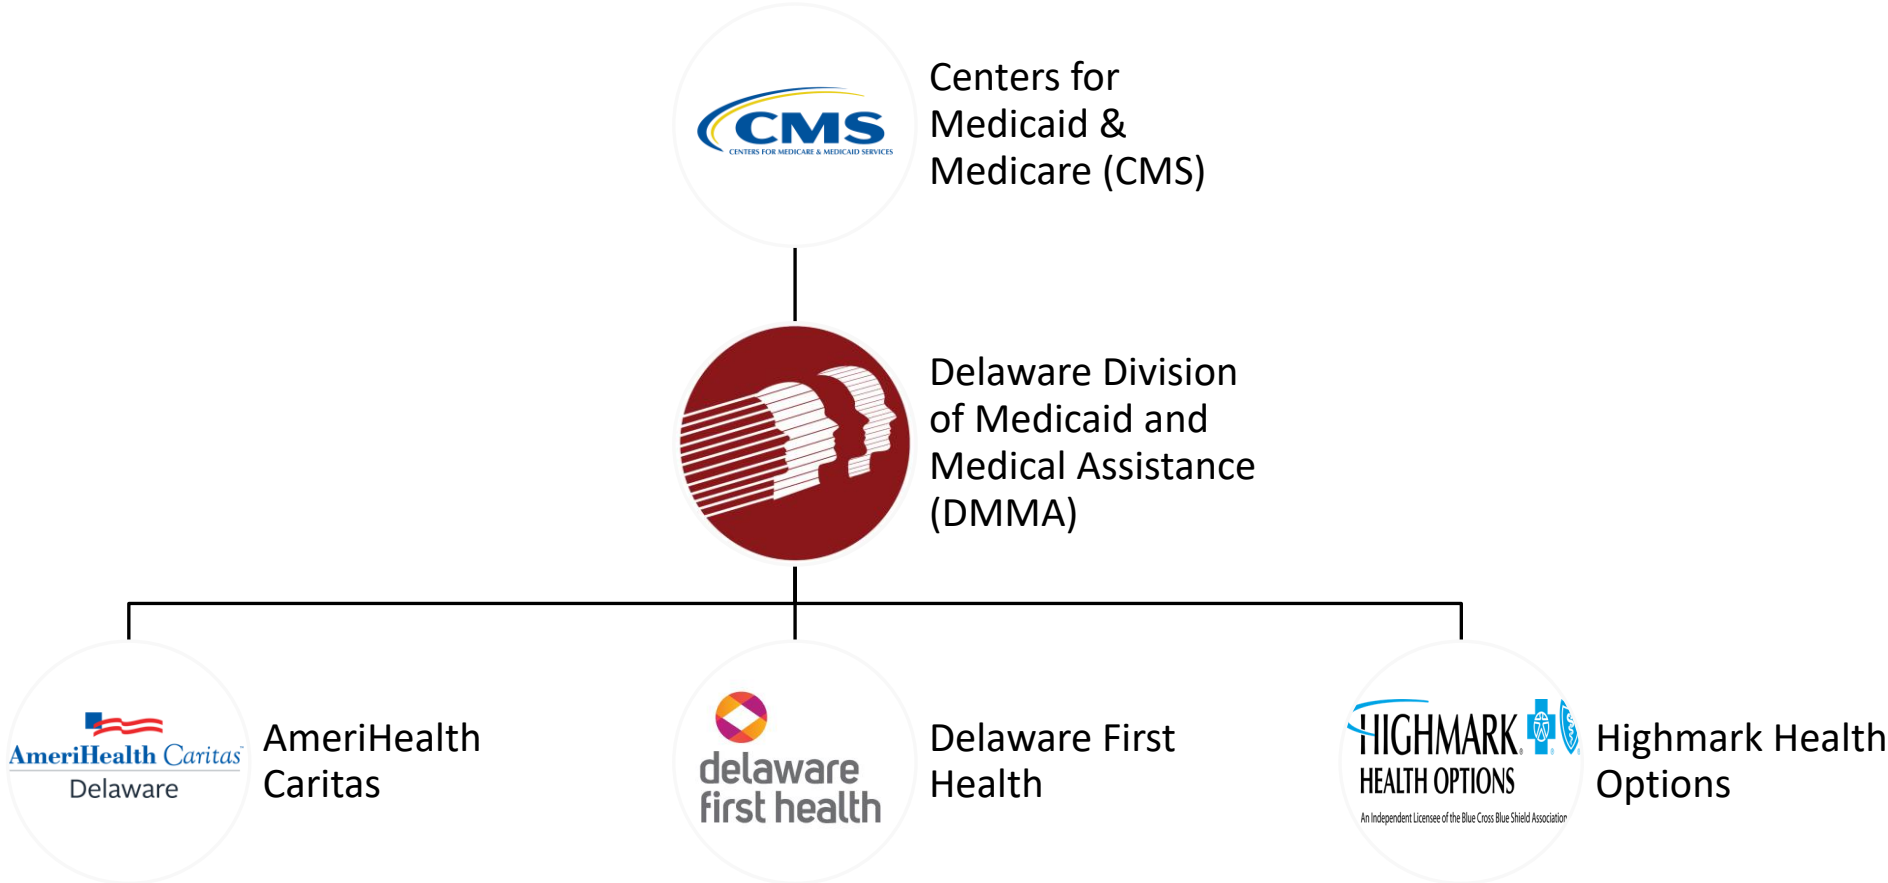 CMS
CENTERS FOR MEDICARE & MEDICAID SERVICES
Centers for
Medicaid &
Medicare (CMS)
Delaware Division
of Medicaid and
Medical Assistance
(DMMA)
AmeriHealth Caritas™
Delaware
AmeriHealth
Caritas
delaware
first health
Delaware First
Health
HIGHMARK®
HEALTH OPTIONS
An Independent Licensee of the Blue Cross Blue Shield Association
Highmark Health
Options